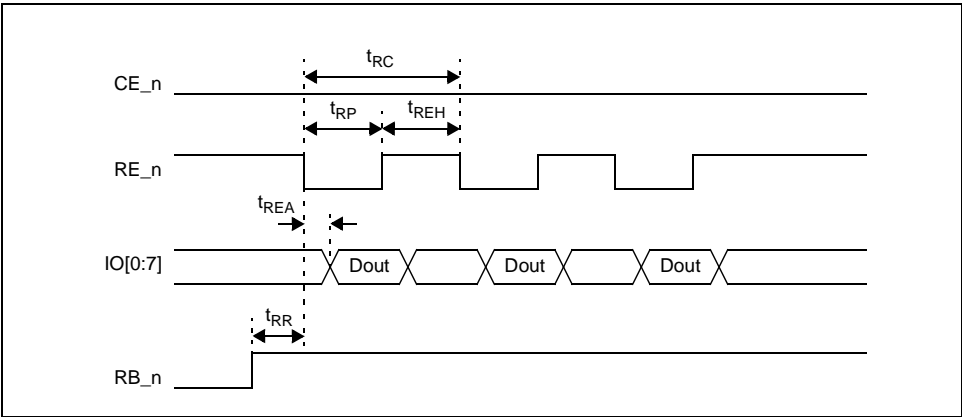 tRC
CE_n
tRP
tREH
RE_n
tREA
IO[0:7]
Dout
Dout
Dout
tRR
RB_n